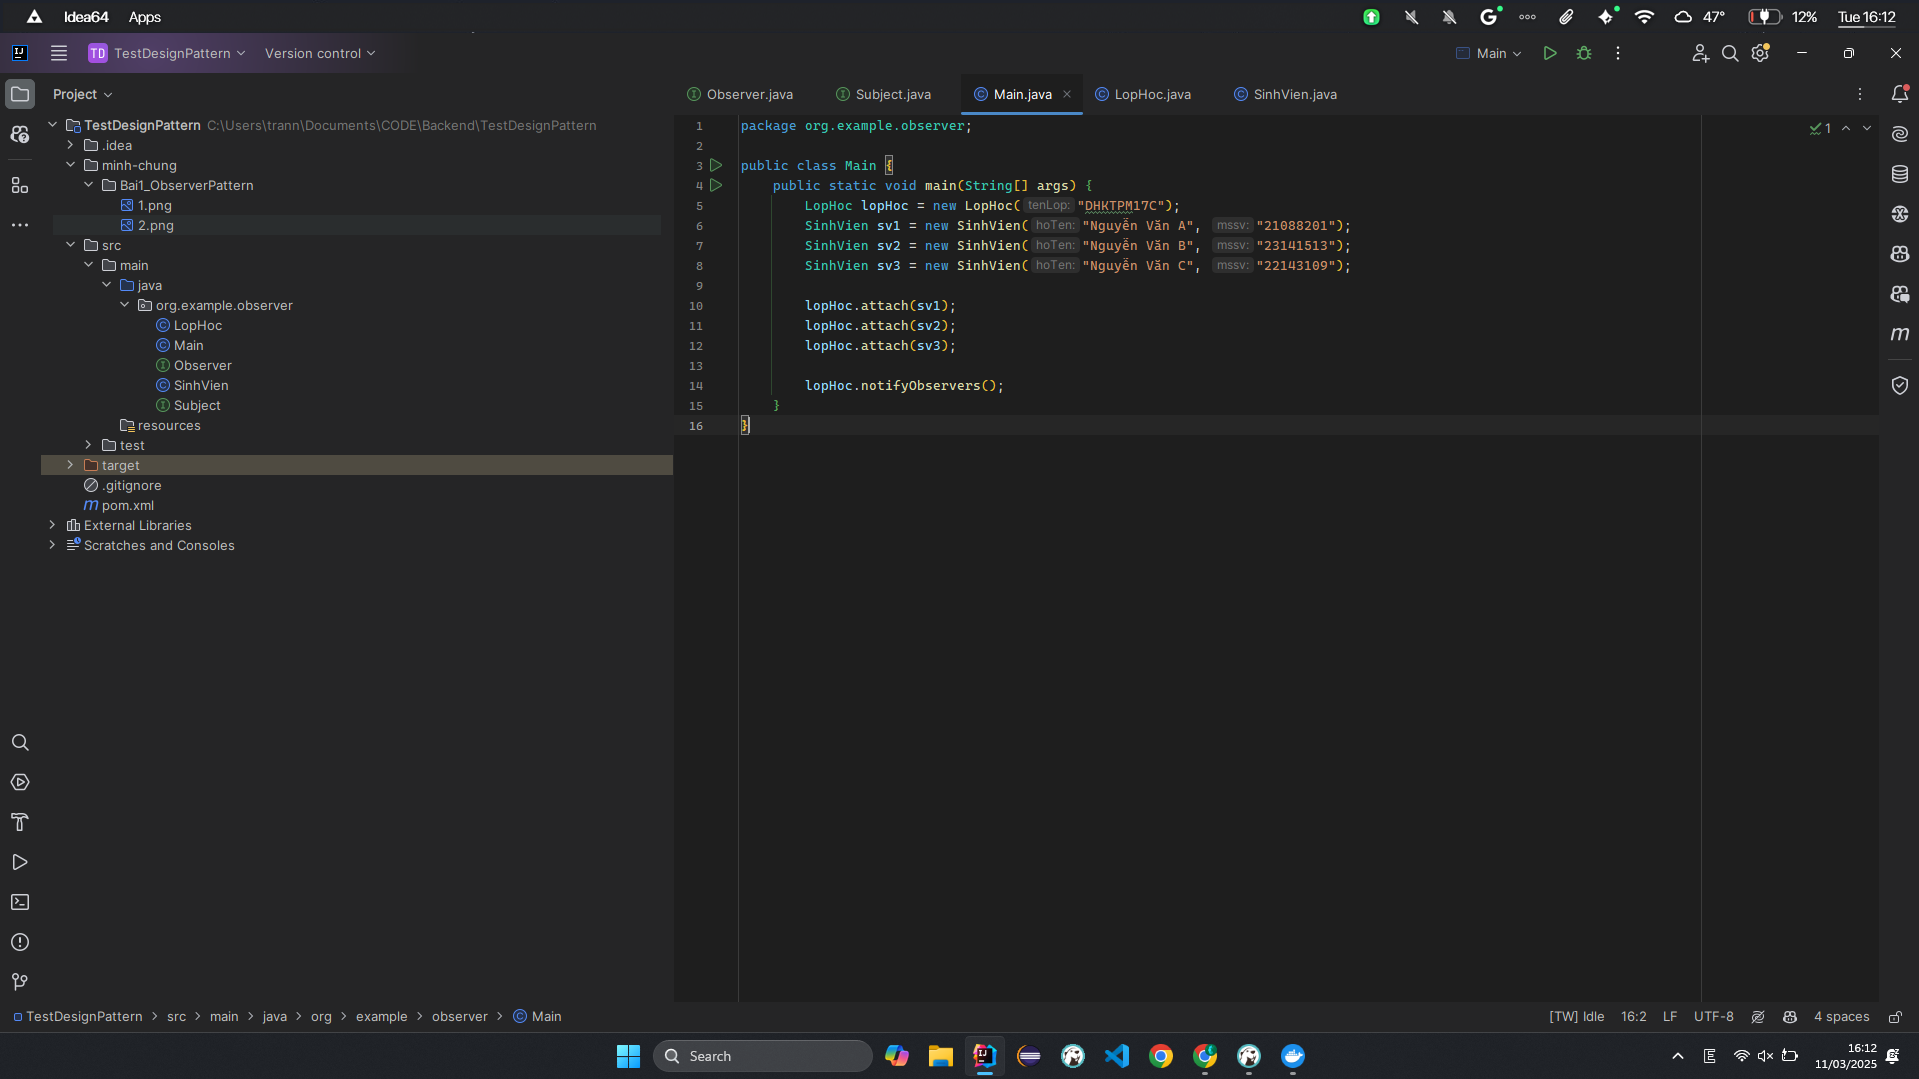 Idea64 Apps
47° 12% Tue 16:12
TD TestDesignPattern Version control
Main
Project
Observer.java Subject.java Main.java LopHoc.java SinhVien.java
TestDesignPattern C:\Users\trann\Documents\CODE\Backend\TestDesignPattern
.idea
minh-chung
Bai1_ObserverPattern
1.png
2.png
src
main
java
org.example.observer
LopHoc
Main
Observer
SinhVien
Subject
resources
test
target
.gitignore
pom.xml
External Libraries
Scratches and Consoles
1 package org.example.observer;
2
3 public class Main {
4 public static void main(String[] args) {
5 LopHoc lopHoc = new LopHoc( tenLop: "DHKTPM17C");
6 SinhVien sv1 = new SinhVien( hoTen: "Nguyễn Văn A", mssv: "21088201");
7 SinhVien sv2 = new SinhVien( hoTen: "Nguyễn Văn B", mssv: "23141513");
8 SinhVien sv3 = new SinhVien( hoTen: "Nguyễn Văn C", mssv: "22143109");
9
10 lopHoc.attach(sv1);
11 lopHoc.attach(sv2);
12 lopHoc.attach(sv3);
13
14 lopHoc.notifyObservers();
15 }
16 }
1
TestDesignPattern > src > main > java > org > example > observer > Main
[TW] Idle 16:2 LF UTF-8 4 spaces
Search
16:12
11/03/2025